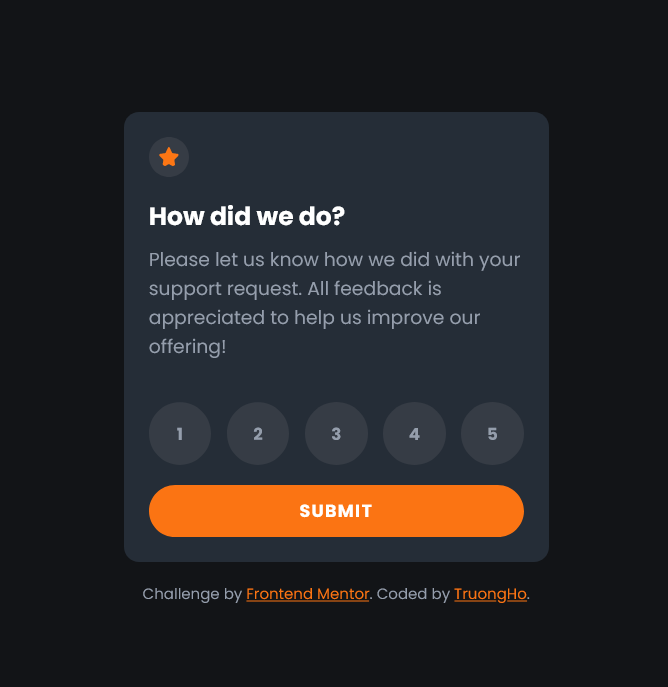 How did we do?
Please let us know how we did with your
support request. All feedback is
appreciated to help us improve our
offering!
1 2 3 4 5
SUBMIT
Challenge by Frontend Mentor. Coded by TruongHo.